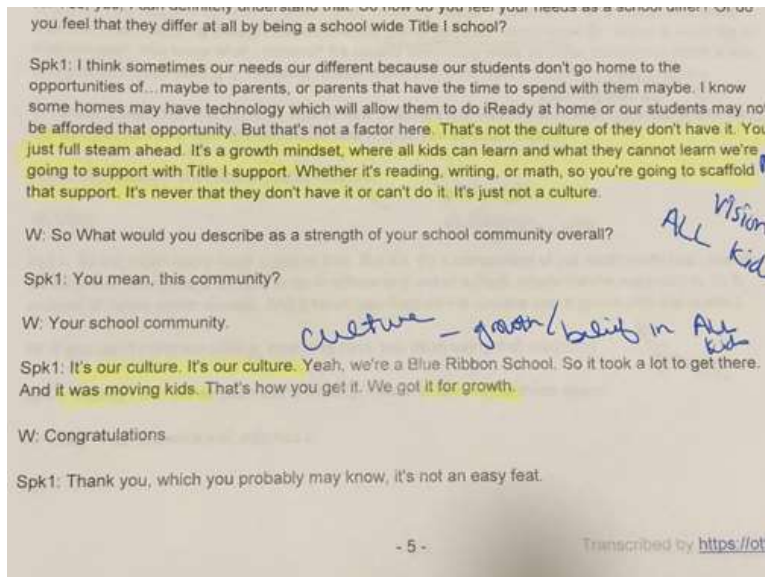 you feel that they differ at all by being a school wide Title I school?
Spk1: I think sometimes our needs our different because our students don't go home to the
opportunities of...maybe to parents, or parents that have the time to spend with them maybe. I know
some homes may have technology which will allow them to do iReady at home or our students may not
be afforded that opportunity. But that's not a factor here. That's not the culture of they don't have it. You
just full steam ahead. It's a growth mindset, where all kids can learn and what they cannot learn we're
going to support with Title I support. Whether it's reading, writing, or math, so you're going to scaffold
that support. It's never that they don't have it or can't do it. It's just not a culture.
Vision
ALL Kid
W: So What would you describe as a strength of your school community overall?
Spk1: You mean, this community?
W: Your school community.
culture – growth/belief in ALL
kids
Spk1: It's our culture. It's our culture. Yeah, we're a Blue Ribbon School. So it took a lot to get there.
And it was moving kids. That's how you get it. We got it for growth.
W: Congratulations
Spk1: Thank you, which you probably may know, it's not an easy feat.
- 5 -
Transcribed by https://ot